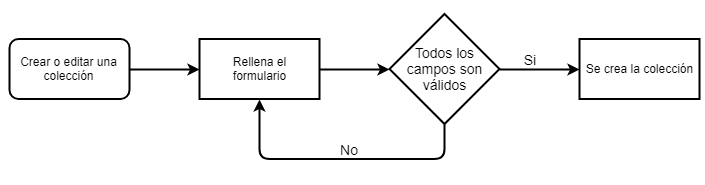 Crear o editar una
colección
Rellena el
formulario
Todos los
campos son
válidos
Si
Se crea la colección
No